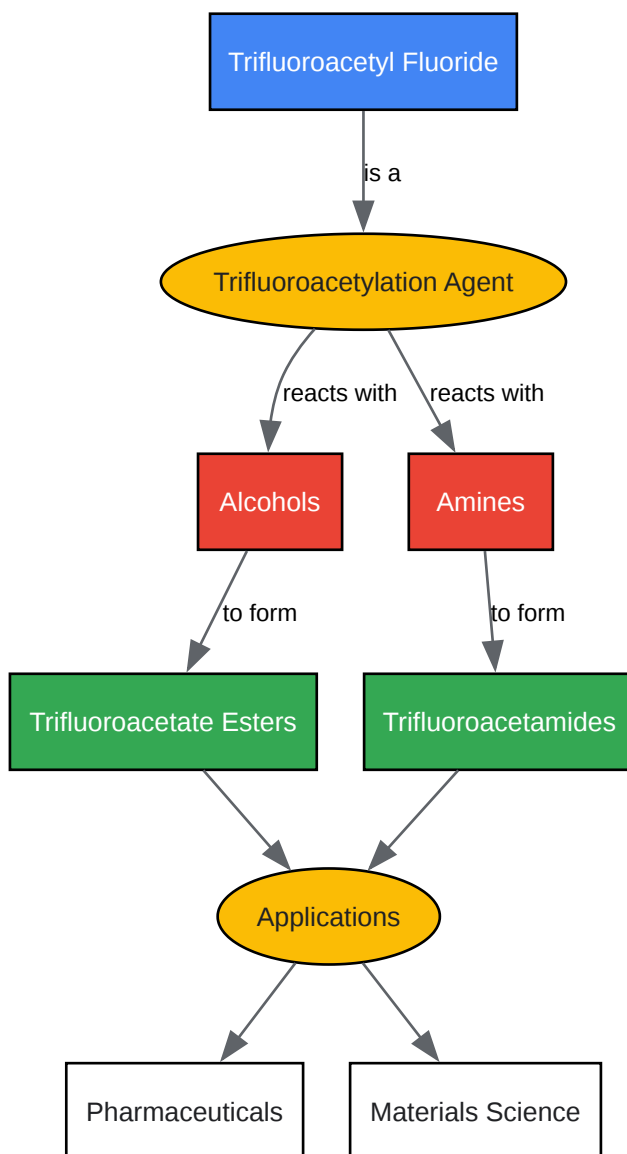 Trifluoroacetyl Fluoride
is a
Trifluoroacetylation Agent
reacts with
reacts with
Alcohols
Amines
to form
to form
Trifluoroacetate Esters
Trifluoroacetamides
Applications
Pharmaceuticals
Materials Science